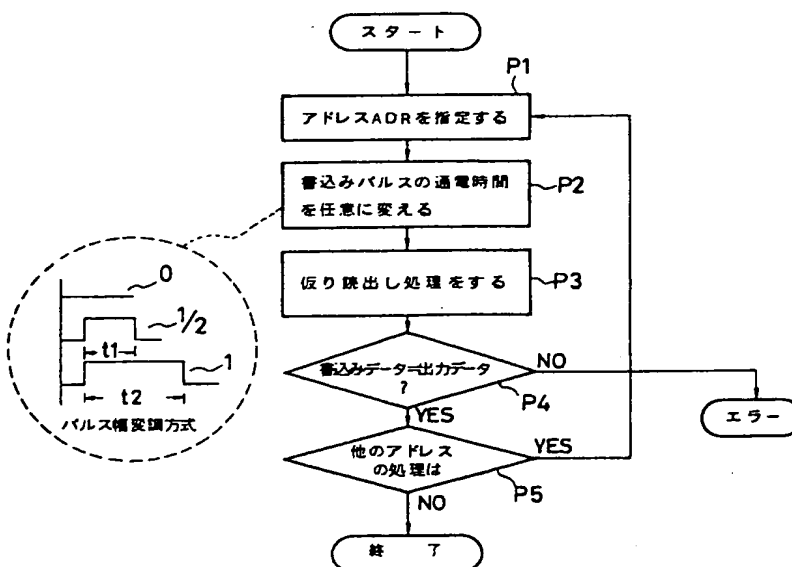 スタート
P1
アドレスADRを指定する
書込みパルスの通電時間
を任意に変える
P2
仮り読出し処理をする
P3
0
1/2
t1
1
t2
パルス幅変調方式
書込みデータ=出力データ
?
NO
P4
YES
エラー
他のアドレス
の処理は
YES
P5
NO
終了